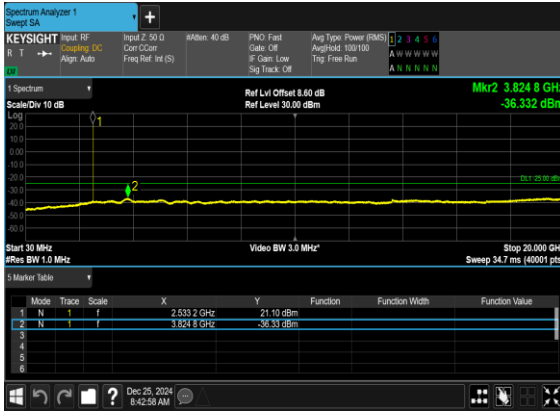 Spectrum Analyzer 1
Swept SA
+
KEYSIGHT Input: RF Input Z: 50 Ω #Atten: 40 dB PNO: Fast Avg Type: Power (RMS) 1 2 3 4 5 6
R T Coupling: DC Corr CCorr Gate: Off Avg|Hold: 100/100 A W W W W W
Align: Auto Freq Ref: Int (S) IF Gain: Low Trig: Free Run
Sig Track: Off A N N N N N
1 Spectrum
Ref Lvl Offset 8.60 dB Mkr2 3.824 8 GHz
Scale/Div 10 dB Ref Level 30.00 dBm -36.332 dBm
Log
20.0
10.0
0.00
-10.0
-20.0
-30.0
-40.0
-50.0
-60.0
1
2
DL1 -25.00 dBm
Start 30 MHz Video BW 3.0 MHz* Stop 20.000 GHz
#Res BW 1.0 MHz Sweep 34.7 ms (40001 pts)
5 Marker Table
Mode Trace Scale X Y Function Function Width Function Value
1 N 1 f 2.533 2 GHz 21.10 dBm
2 N 1 f 3.824 8 GHz -36.33 dBm
3
4
5
6
? Dec 25, 2024
8:42:58 AM